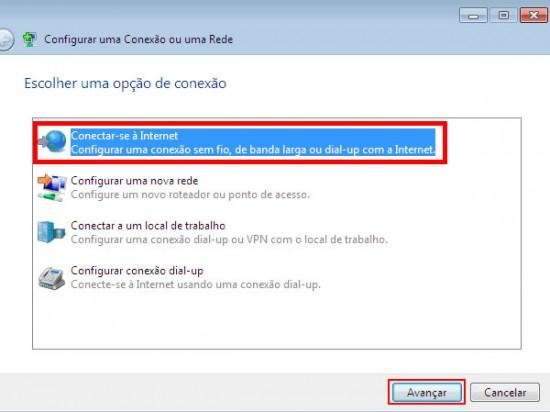 Configurar uma Conexão ou uma Rede
Escolher uma opção de conexão
Conectar-se à Internet
Configurar uma conexão sem fio, de banda larga ou dial-up com a Internet.
Configurar uma nova rede
Configure um novo roteador ou ponto de acesso.
Conectar a um local de trabalho
Configurar uma conexão dial-up ou VPN com o local de trabalho.
Configurar conexão dial-up
Conecte-se à Internet usando uma conexão dial-up.
Avançar
Cancelar